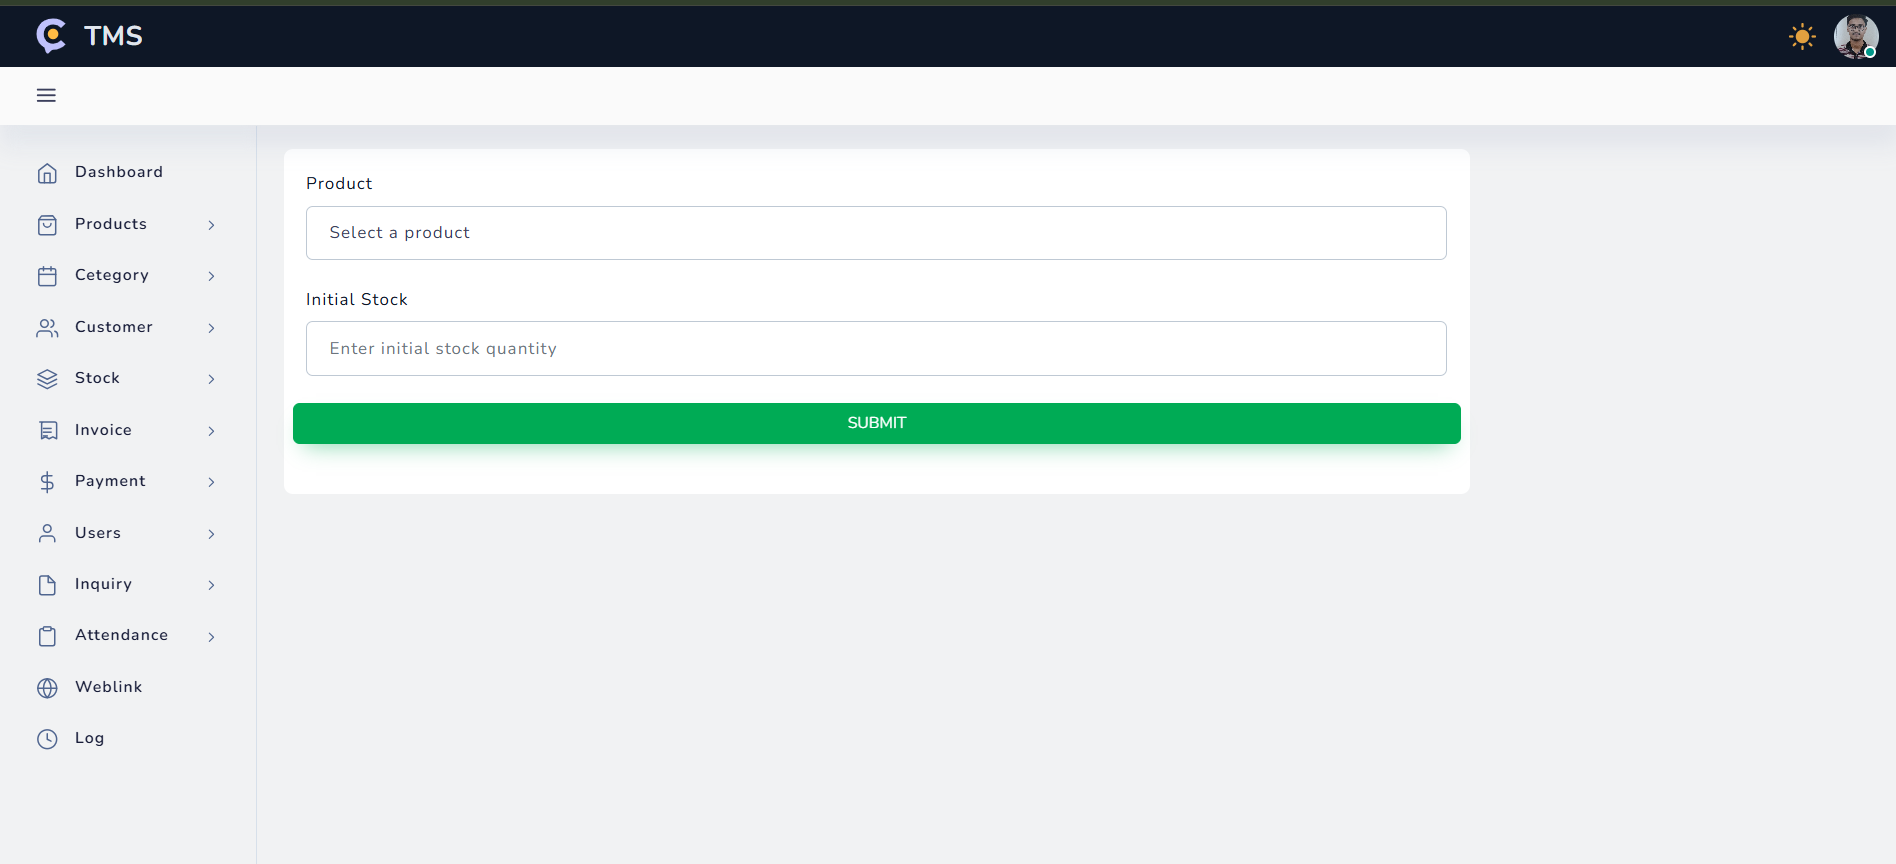 TMS
Dashboard
Products
Cetegory
Customer
Stock
Invoice
Payment
Users
Inquiry
Attendance
Weblink
Log
Product
Select a product
Initial Stock
Enter initial stock quantity
SUBMIT